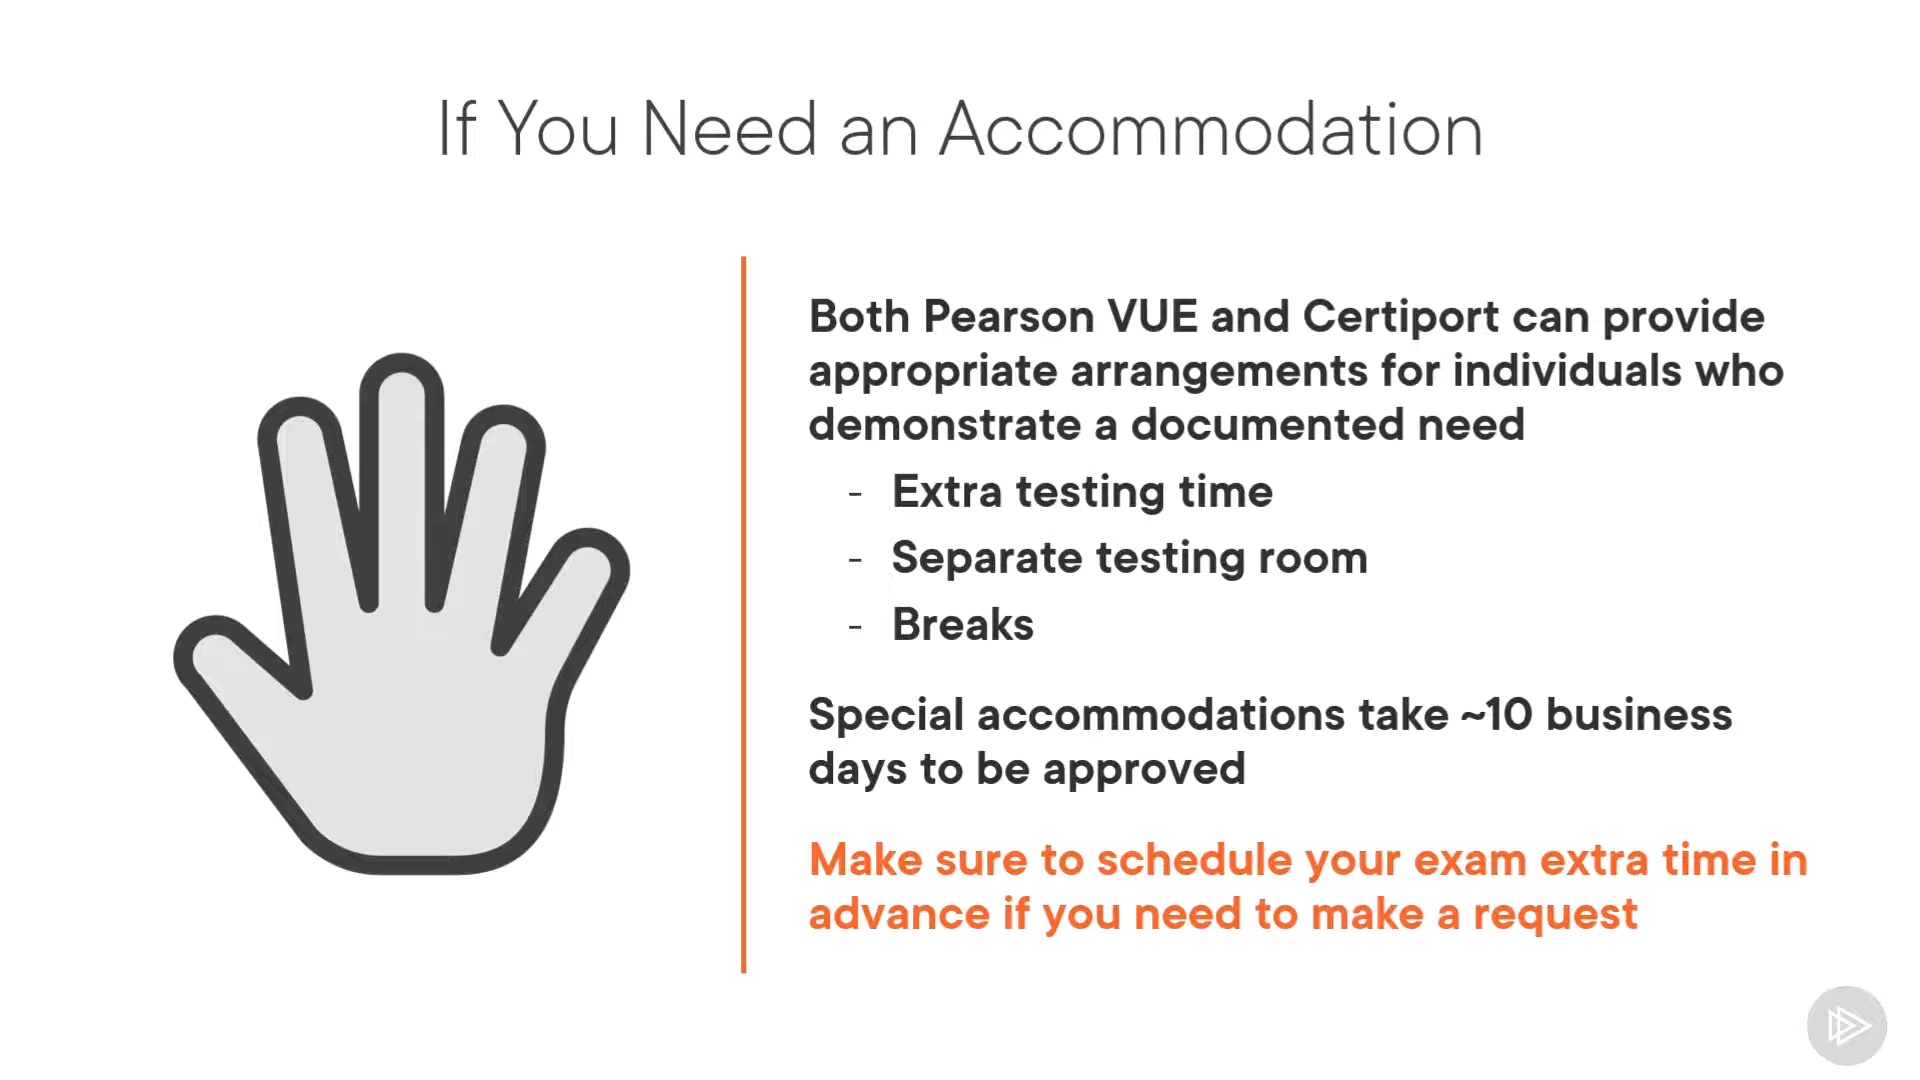 If You Need an Accommodation
Both Pearson VUE and Certiport can provide
appropriate arrangements for individuals who
demonstrate a documented need
- Extra testing time
- Separate testing room
- Breaks
Special accommodations take ~10 business
days to be approved
Make sure to schedule your exam extra time in
advance if you need to make a request